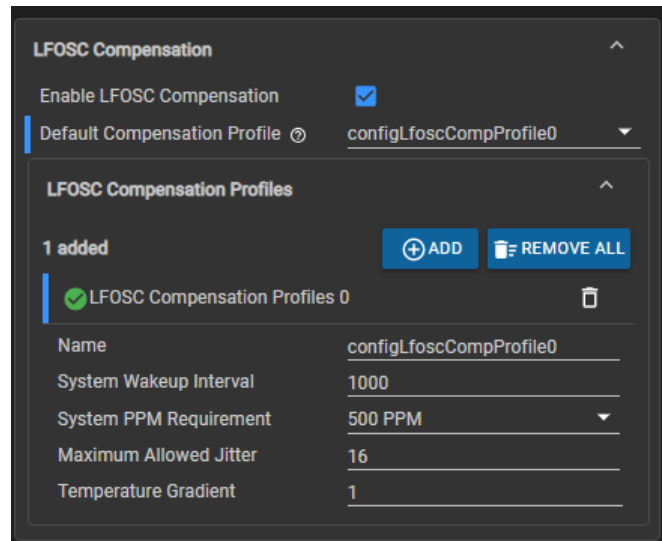 LFOSC Compensation
Enable LFOSC Compensation
Default Compensation Profile configLfoscCompProfile0
LFOSC Compensation Profiles
1 added ADD REMOVE ALL
LFOSC Compensation Profiles 0
Name configLfoscCompProfile0
System Wakeup Interval 1000
System PPM Requirement 500 PPM
Maximum Allowed Jitter 16
Temperature Gradient 1